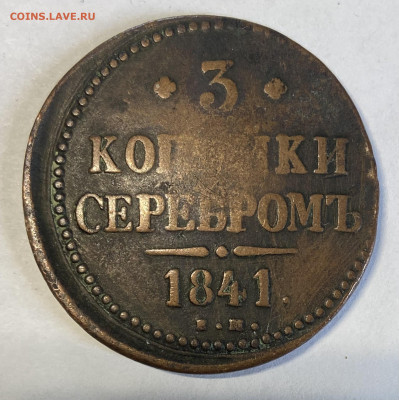 COINS.LAVE.RU
3
КОПѢЙКИ
СЕРЕБРОМЪ
1841.